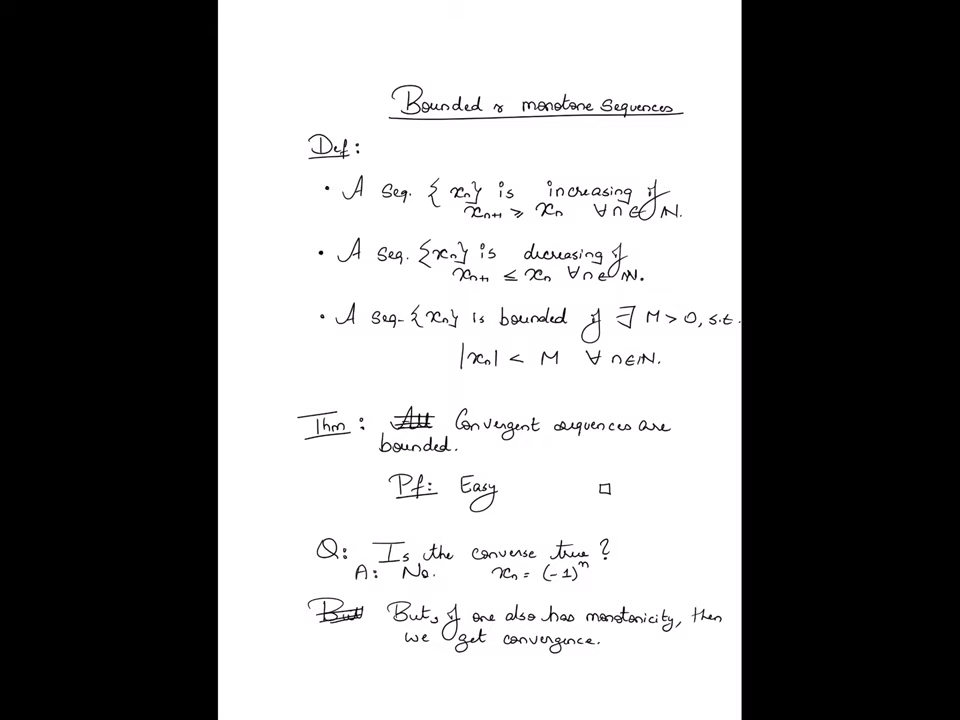 Bounded & monotone sequences
Def:
• A seq. {xₙ} is increasing if
xₙ₊₁ ≥ xₙ ∀n∈ℕ.
• A seq. {xₙ} is decreasing if
xₙ₊₁ ≤ xₙ ∀n∈ℕ.
• A seq. {xₙ} is bounded if ∃ M > 0, s.t.
|xₙ| < M ∀ n∈ℕ.
Thm: All Convergent sequences are
bounded.
Pf: Easy □
Q: Is the converse true?
A: No. xₙ = (-1)ⁿ
But But, if one also has monotonicity, then
we get convergence.